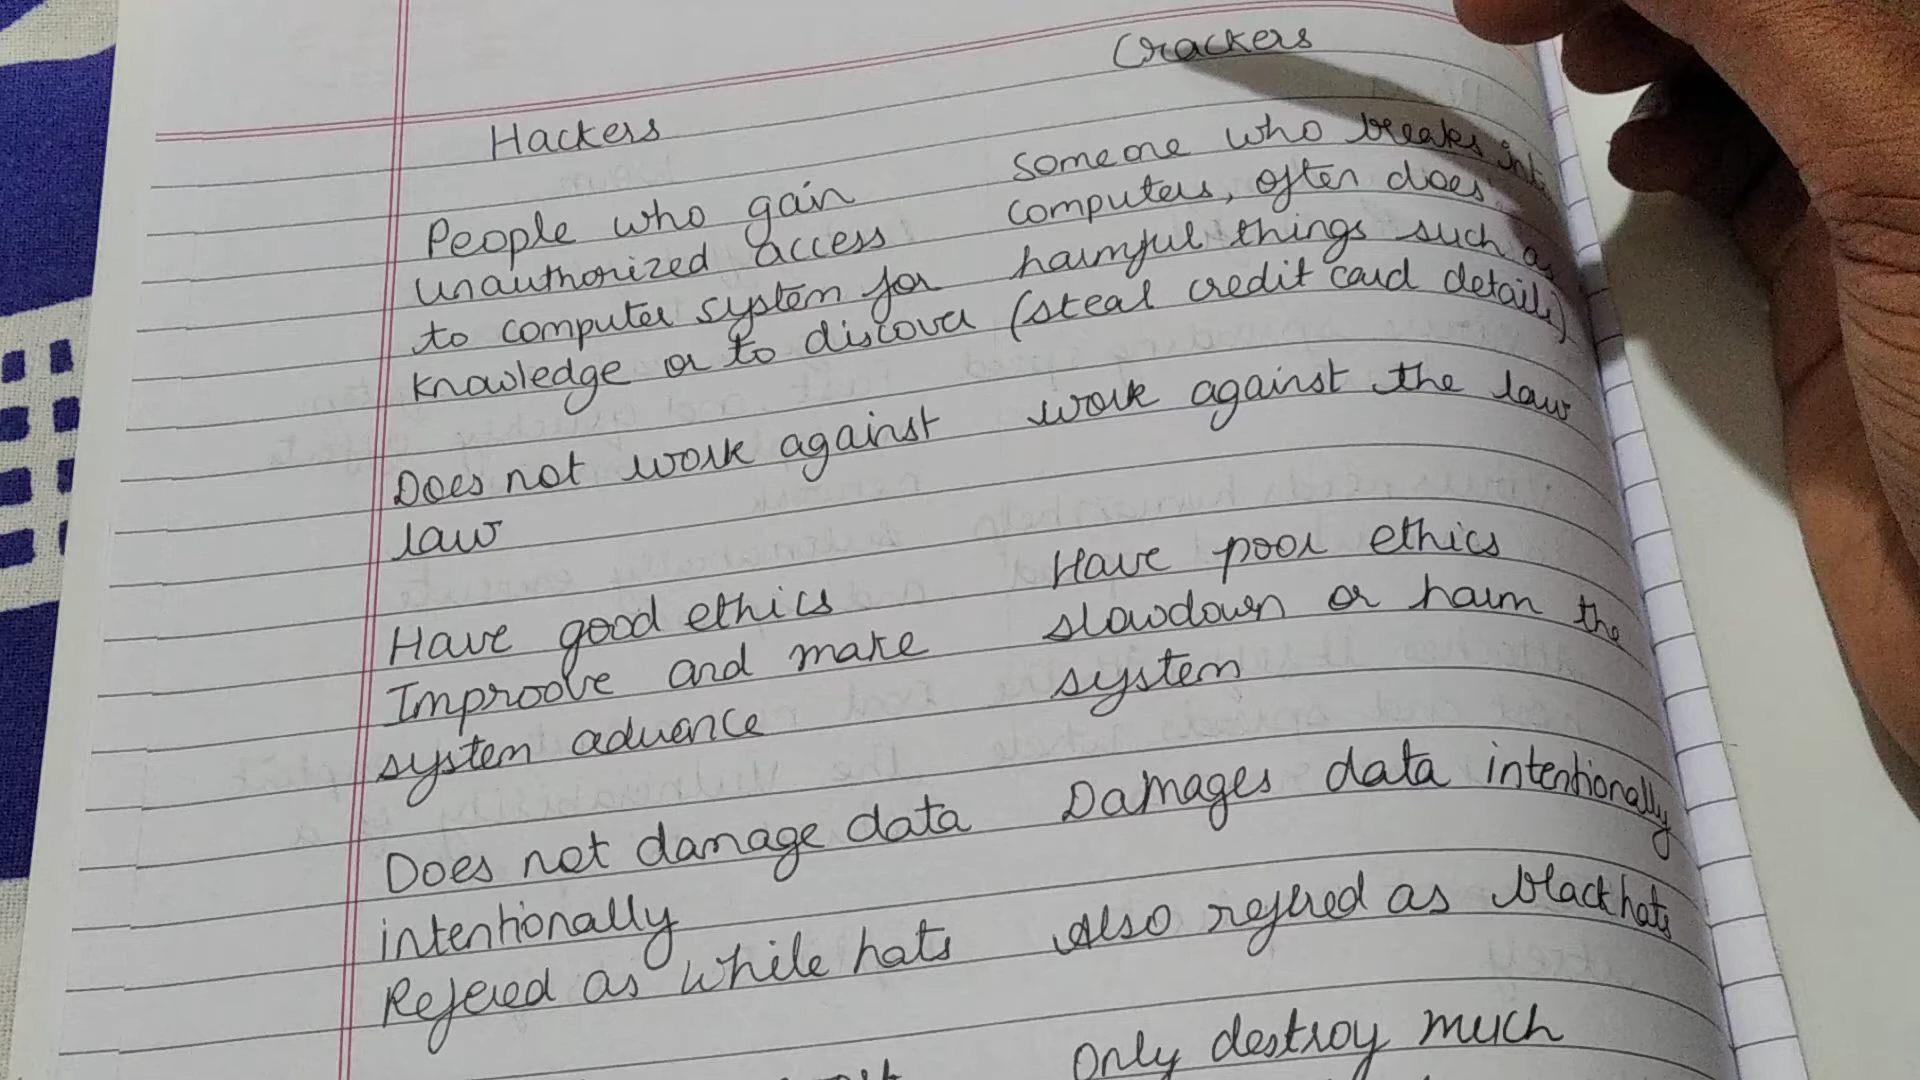 Hackers
People who gain
unauthorized access
to computer system for
knowledge or to discover
Does not work against
law
Have good ethics
Improove and make
system advance
Does not damage data
intentionally
Refered as while hats
Crackers
someone who breaks
computers, often does
harmful things such as
(steal credit card details)
work against the law
Have poor ethics
slowdown or harm the
system
Damages data intentionally
Also refered as black hats
Only destroy much